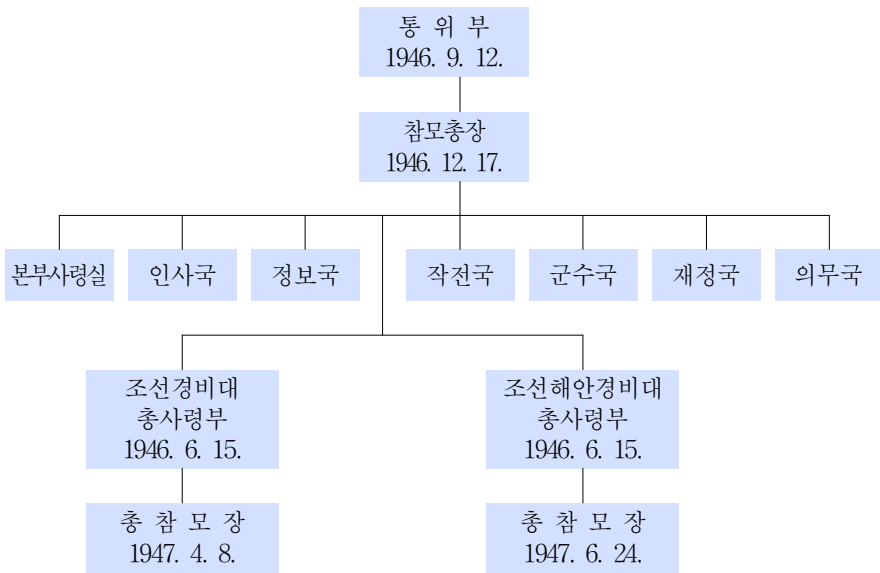 통 위 부
1946. 9. 12.
참모총장
1946. 12. 17.
본부사령실
인사국
정보국
작전국
군수국
재정국
의무국
조선경비대
총사령부
1946. 6. 15.
조선해안경비대
총사령부
1946. 6. 15.
총 참 모 장
1947. 4. 8.
총 참 모 장
1947. 6. 24.